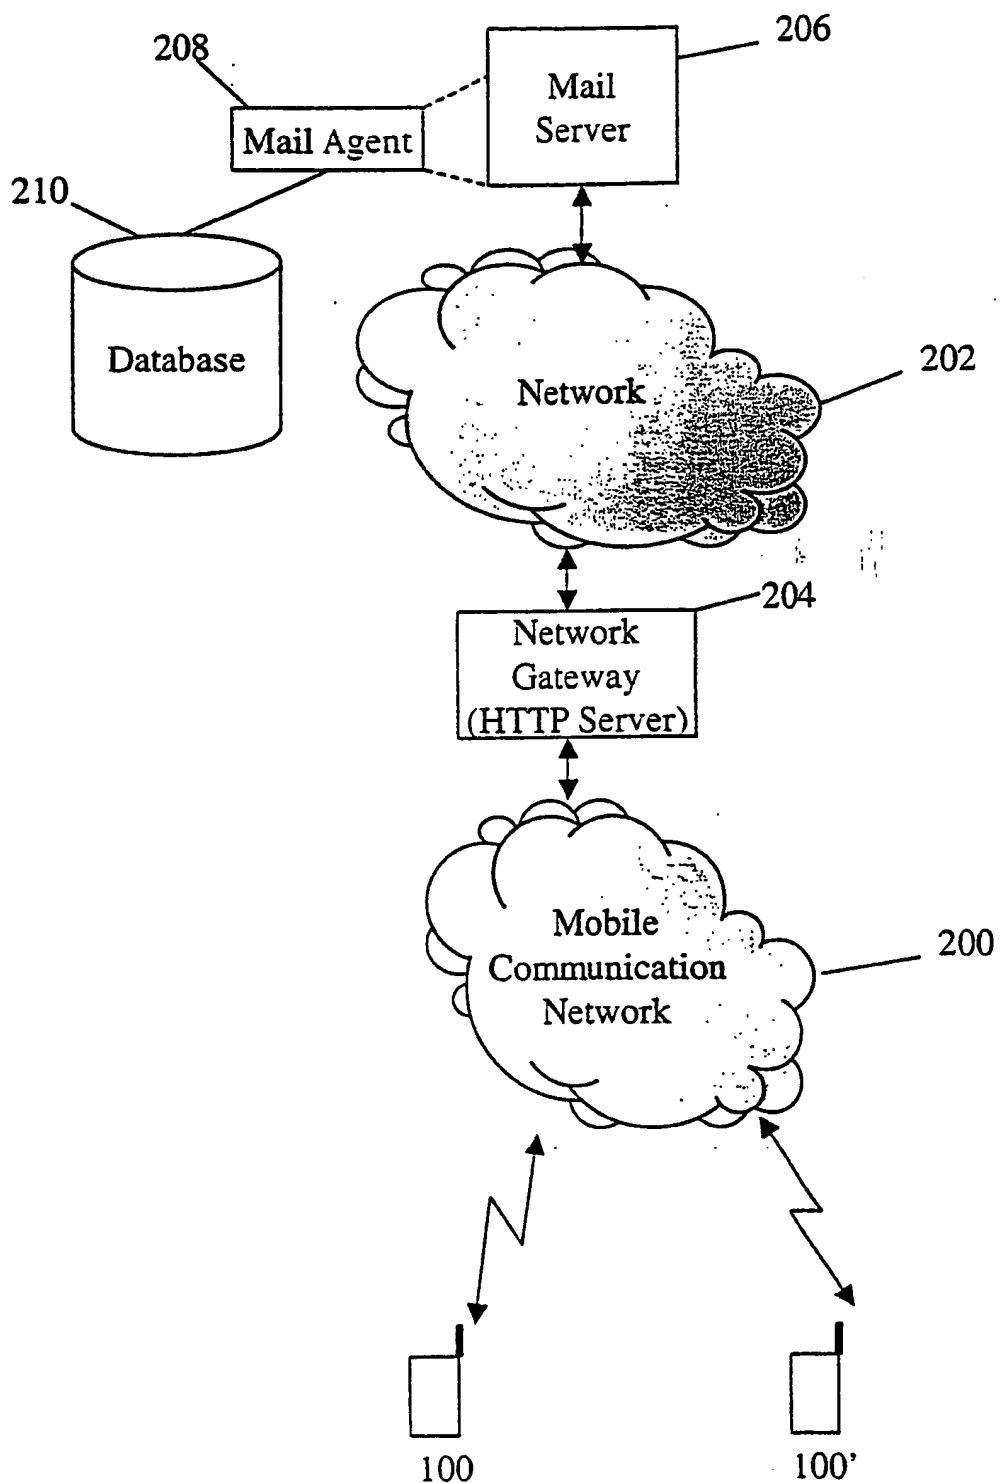 206
208
Mail
Server
Mail Agent
210
Database
Network
202
204
Network
Gateway
(HTTP Server)
Mobile
Communication
Network
200
100
100'